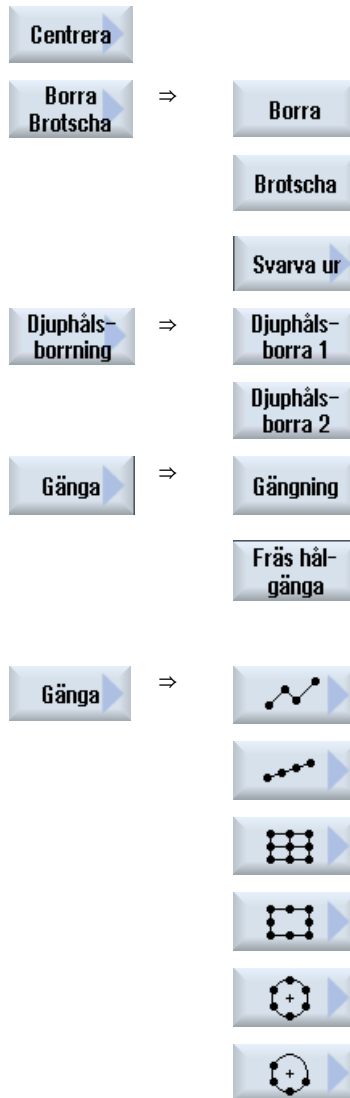 Centrera
Borra
Brotscha
⇒
Borra
Brotscha
Svarva ur
Djuphåls-
borrning
⇒
Djuphåls-
borra 1
Djuphåls-
borra 2
Gänga
⇒
Gängning
Fräs hål-
gänga
Gänga
⇒